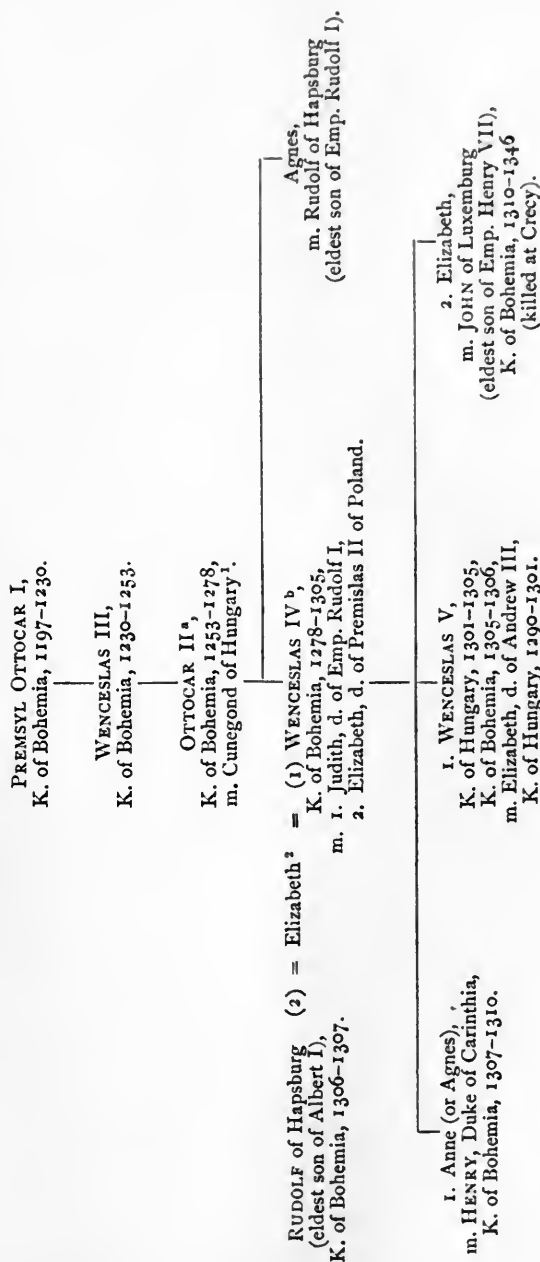 PREMSYL OTTOCAR I,
K. of Bohemia, 1197–1230.
WENCESLAS III,
K. of Bohemia, 1230–1253.
OTTOCAR II a,
K. of Bohemia, 1253–1278,
m. Cunegond of Hungary 1.
RUDOLF of Hapsburg (2) = Elizabeth 2 = (1) WENCESLAS IV b,
(eldest son of Albert I),
K. of Bohemia, 1306–1307.
K. of Bohemia, 1278–1305,
m. 1. Judith, d. of Emp. Rudolf I,
2. Elizabeth, d. of Premislas II of Poland.
Agnes,
m. Rudolf of Hapsburg
(eldest son of Emp. Rudolf I).
1. Anne (or Agnes),
m. HENRY, Duke of Carinthia,
K. of Bohemia, 1307–1310.
1. WENCESLAS V,
K. of Hungary, 1301–1305,
K. of Bohemia, 1305–1306,
m. Elizabeth, d. of Andrew III,
K. of Hungary, 1290–1301.
2. Elizabeth,
m. JOHN of Luxemburg
(eldest son of Emp. Henry VII),
K. of Bohemia, 1310–1346
(killed at Crecy).